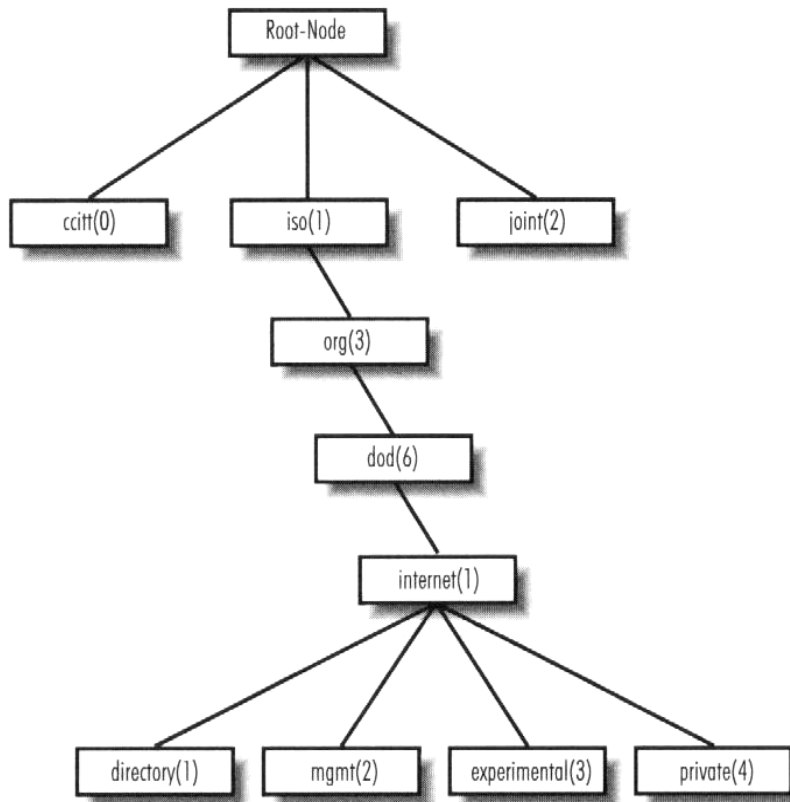 Root-Node
ccitt(0)
iso(1)
joint(2)
org(3)
dod(6)
internet(1)
directory(1)
mgmt(2)
experimental(3)
private(4)